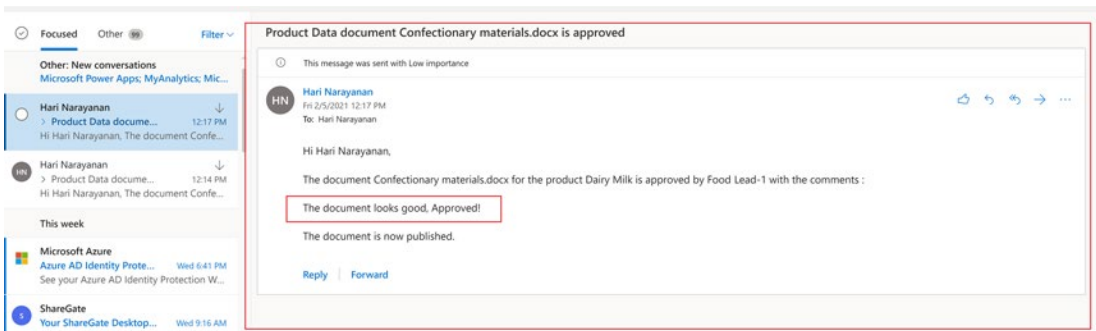 Focused Other 99 Filter
Other: New conversations
Microsoft Power Apps; MyAnalytics; Mic...
Hari Narayanan
> Product Data docume... 12:17 PM
Hi Hari Narayanan, The document Confe...
HN
Hari Narayanan
> Product Data docume... 12:14 PM
Hi Hari Narayanan, The document Confe...
This week
Microsoft Azure
Azure AD Identity Prote... Wed 6:41 PM
See your Azure AD Identity Protection W...
S
ShareGate
Your ShareGate Desktop... Wed 9:16 AM
Product Data document Confectionary materials.docx is approved
This message was sent with Low importance
HN
Hari Narayanan
Fri 2/5/2021 12:17 PM
To: Hari Narayanan
Hi Hari Narayanan,
The document Confectionary materials.docx for the product Dairy Milk is approved by Food Lead-1 with the comments :
The document looks good, Approved!
The document is now published.
Reply Forward